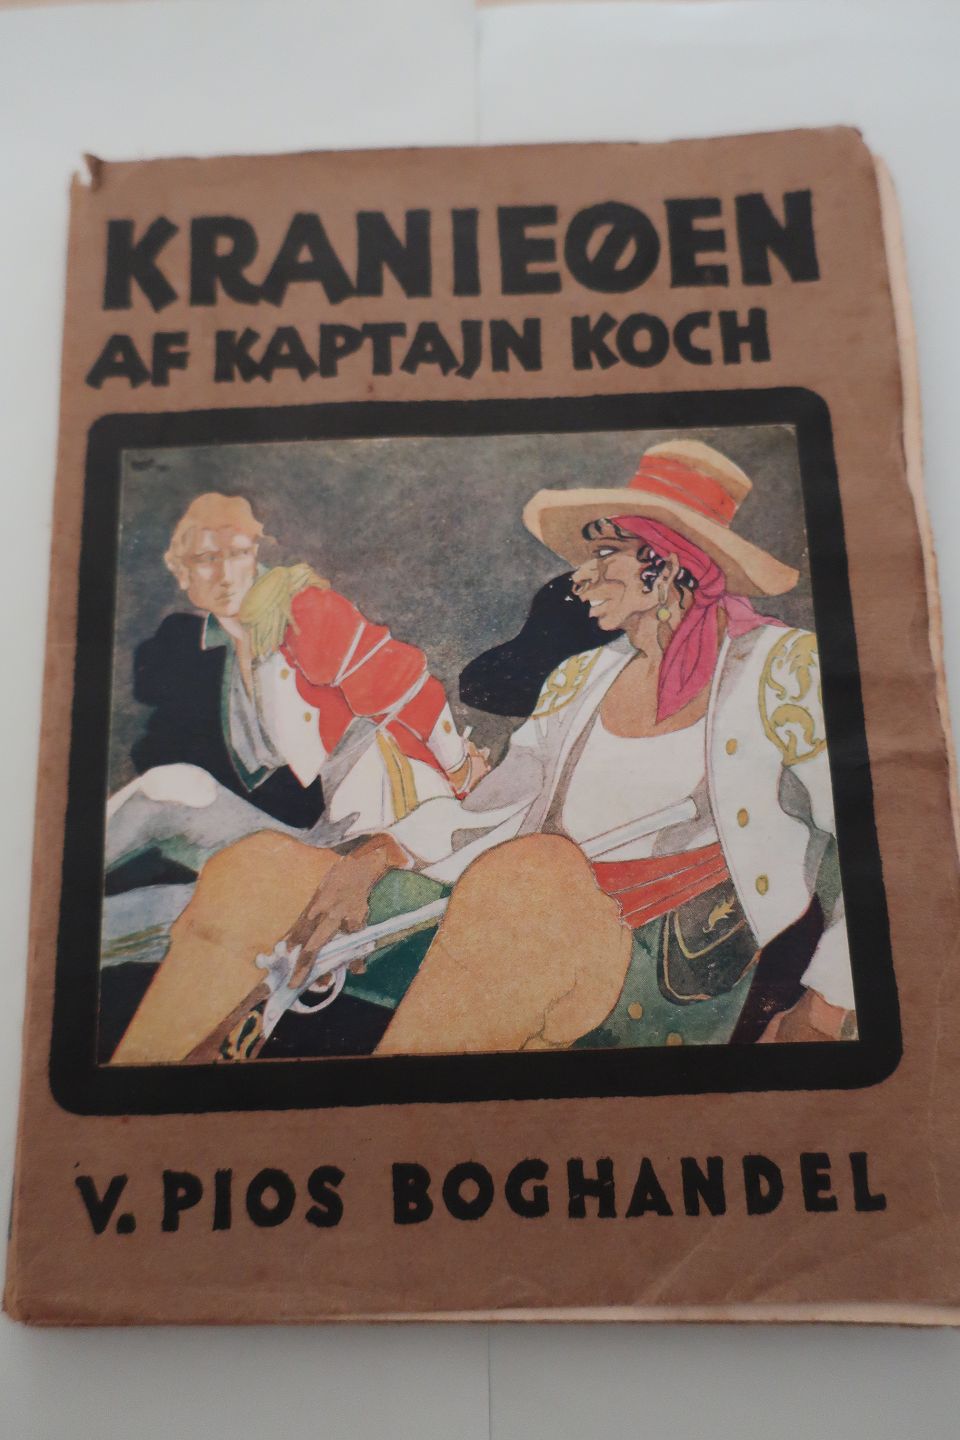 KRANIEØEN
AF KAPTAJN KOCH
V. PIOS BOGHANDEL